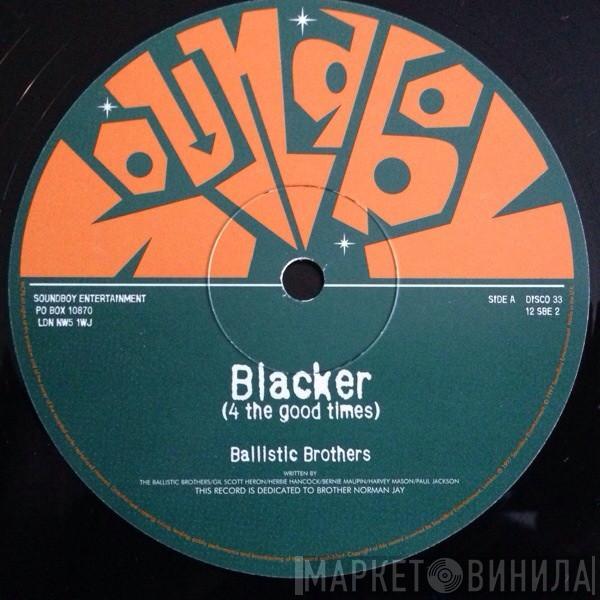 Soundboy
SOUNDBOY ENTERTAINMENT
PO BOX 10870
LDN NW5 1WJ
SIDE A DISCO 33
12 SBE 2
Blacker
(4 the good times)
Ballistic Brothers
WRITTEN BY
THE BALLISTIC BROTHERS/GIL SCOTT HERON/HERBIE HANCOCK/BERNIE MAUPIN/HARVEY MASON/PAUL JACKSON
THIS RECORD IS DEDICATED TO BROTHER NORMAN JAY
МАРКЕТ ВИНИЛА